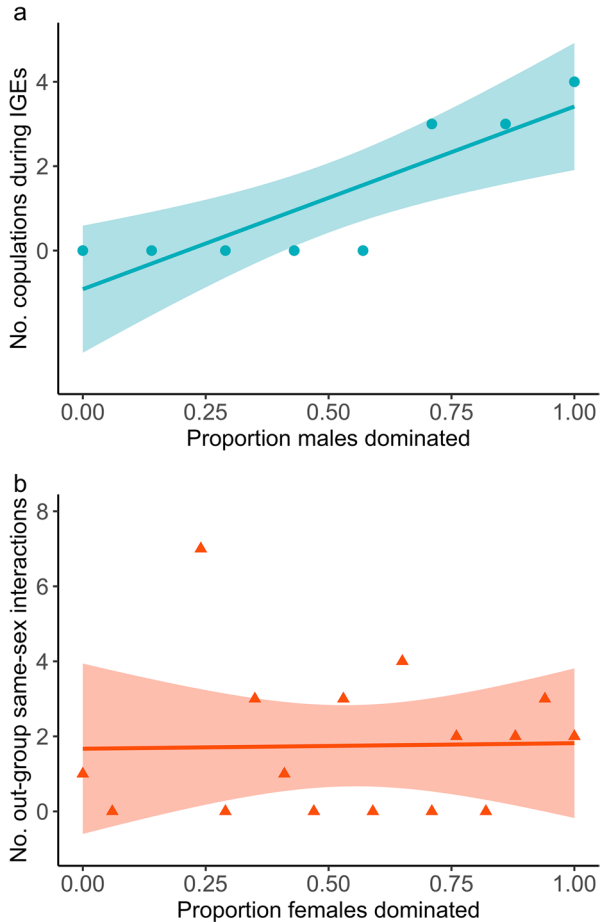 a
No. copulations during IGEs
4
2
0
0.00 0.25 0.50 0.75 1.00
Proportion males dominated
b
No. out-group same-sex interactions
8
6
4
2
0
0.00 0.25 0.50 0.75 1.00
Proportion females dominated